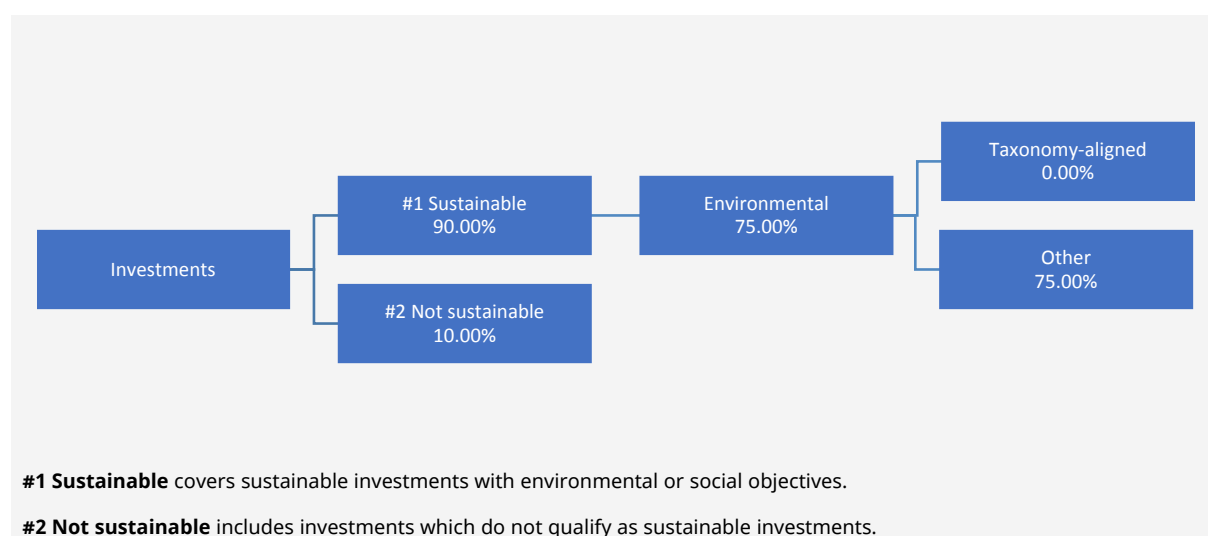 Investments
#1 Sustainable
90.00%
#2 Not sustainable
10.00%
Environmental
75.00%
Taxonomy-aligned
0.00%
Other
75.00%
#1 Sustainable covers sustainable investments with environmental or social objectives.
#2 Not sustainable includes investments which do not qualify as sustainable investments.